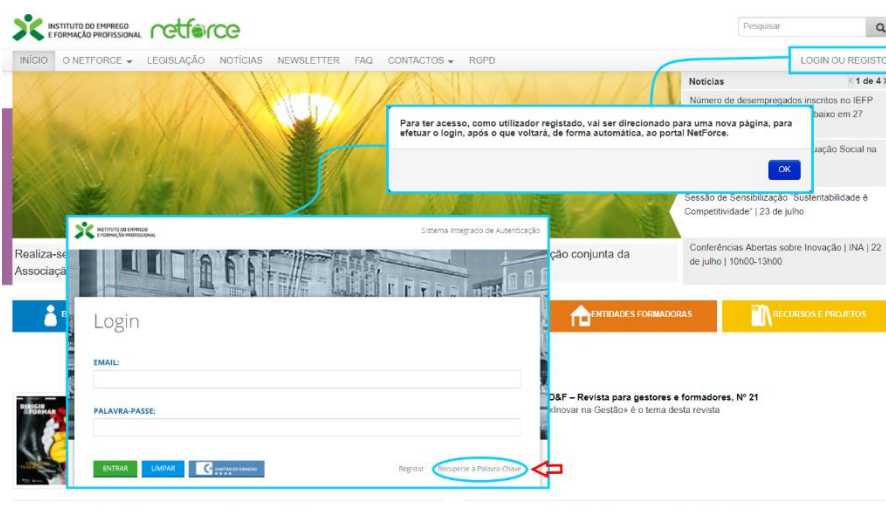 INSTITUTO DO EMPREGO
E FORMAÇÃO PROFISSIONAL
netforce
Pesquisar
INÍCIO O NETFORCE LEGISLAÇÃO NOTÍCIAS NEWSLETTER FAQ CONTACTOS RGPD
LOGIN OU REGISTO
Notícias 1 de 4
Número de desempregados inscritos no IEFP
baixo em 27
Para ter acesso, como utilizador registado, vai ser direcionado para uma nova página, para
efetuar o login, após o que voltará, de forma automática, ao portal NetForce.
OK
Social na
Sessão de Sensibilização "Sustentabilidade é
Competitividade" | 23 de julho
Conferências Abertas sobre Inovação | INA | 22
de julho | 10h00-13h00
Realiza-se
ção conjunta da
Associaçã
INSTITUTO DO EMPREGO
E FORMAÇÃO PROFISSIONAL
Sistema Integrado de Autenticação
Login
EMAIL:
PALAVRA-PASSE:
ENTRAR LIMPAR CARTÃO DE CIDADÃO
Registar Recuperar a Palavra-Chave
ENTIDADES FORMADORAS
RECURSOS E PROJETOS
DIRIGIR
&FORMAR
D&F – Revista para gestores e formadores, Nº 21
«Inovar na Gestão» é o tema desta revista